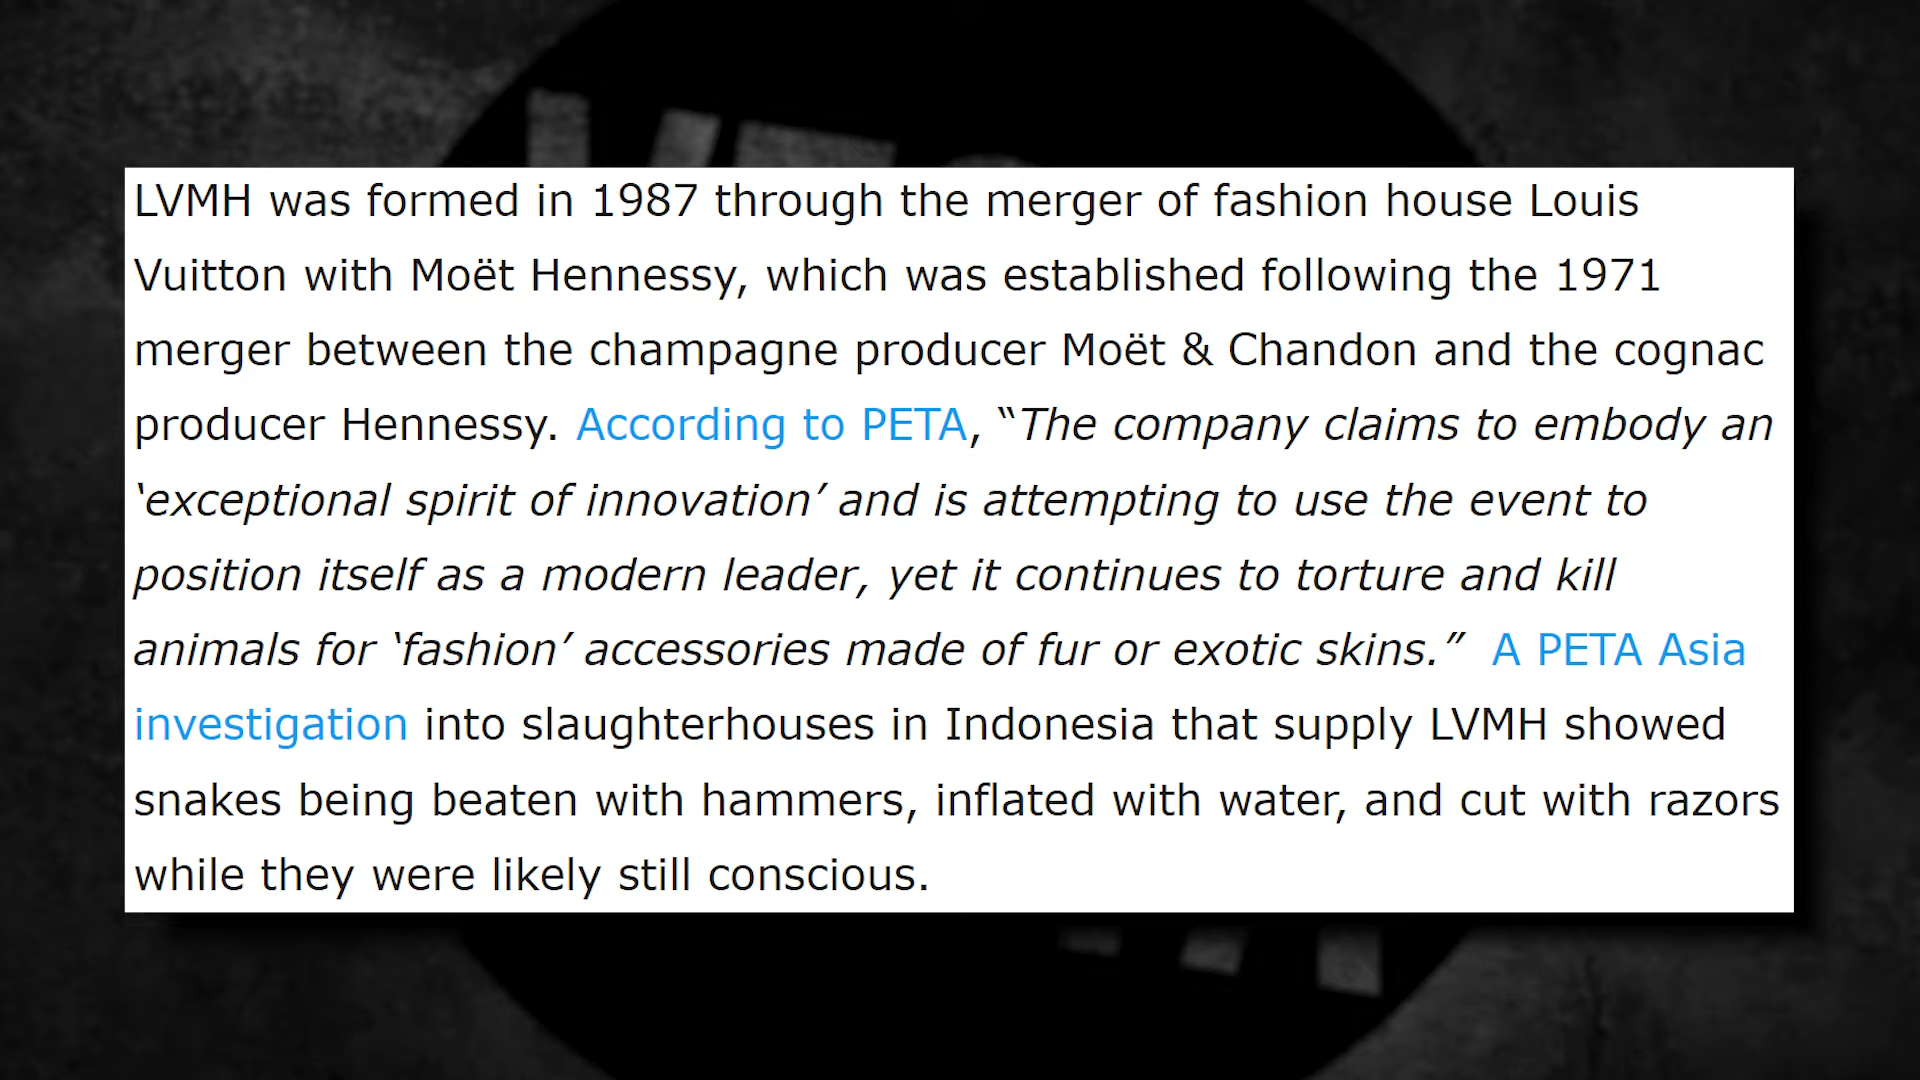 LVMH was formed in 1987 through the merger of fashion house Louis
Vuitton with Moët Hennessy, which was established following the 1971
merger between the champagne producer Moët & Chandon and the cognac
producer Hennessy. According to PETA, “The company claims to embody an
‘exceptional spirit of innovation’ and is attempting to use the event to
position itself as a modern leader, yet it continues to torture and kill
animals for ‘fashion’ accessories made of fur or exotic skins.” A PETA Asia
investigation into slaughterhouses in Indonesia that supply LVMH showed
snakes being beaten with hammers, inflated with water, and cut with razors
while they were likely still conscious.